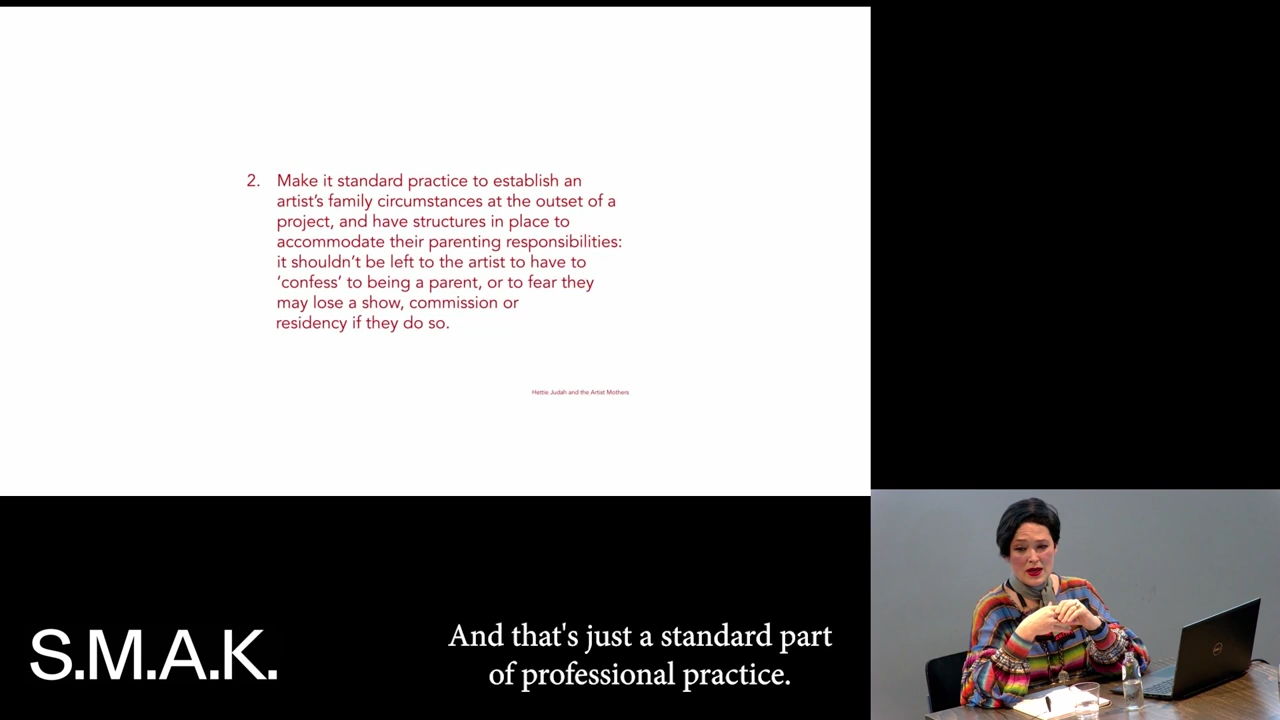 2. Make it standard practice to establish an
artist’s family circumstances at the outset of a
project, and have structures in place to
accommodate their parenting responsibilities:
it shouldn’t be left to the artist to have to
‘confess’ to being a parent, or to fear they
may lose a show, commission or
residency if they do so.
Hettie Judah and the Artist Mothers
S.M.A.K.
And that's just a standard part
of professional practice.
DELL